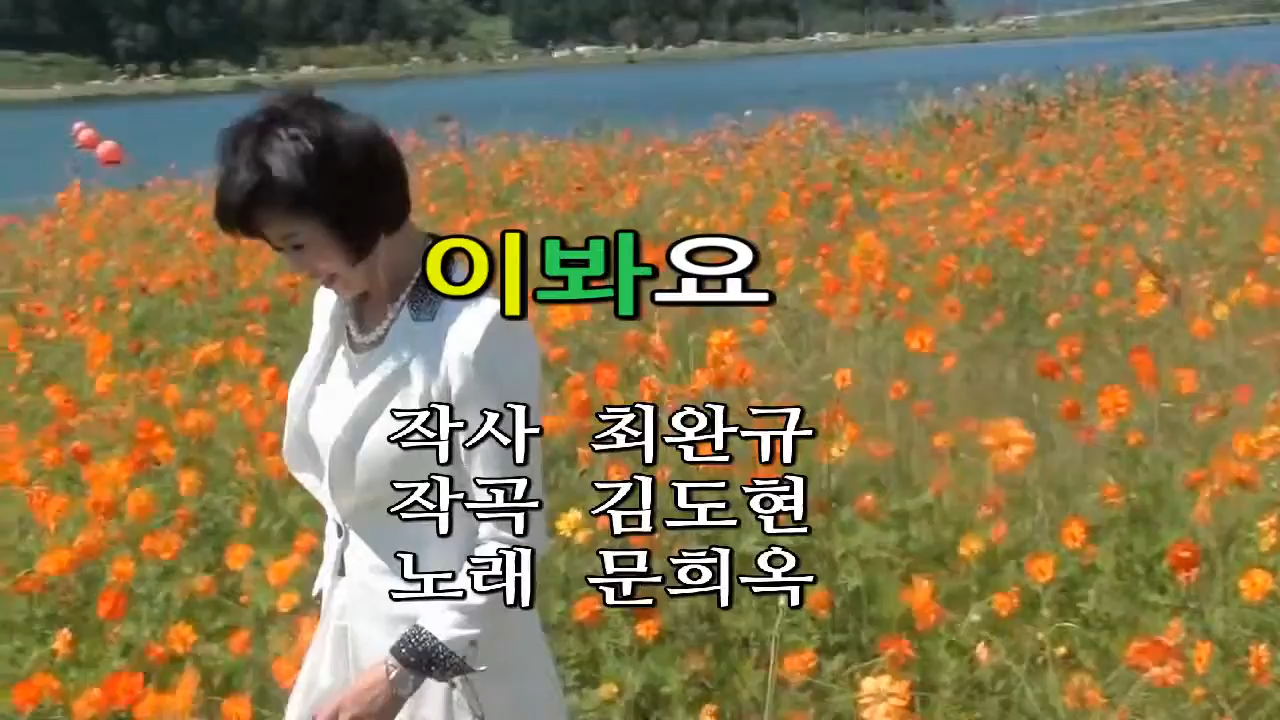 이봐요
작사 최완규
작곡 김도현
노래 문희옥